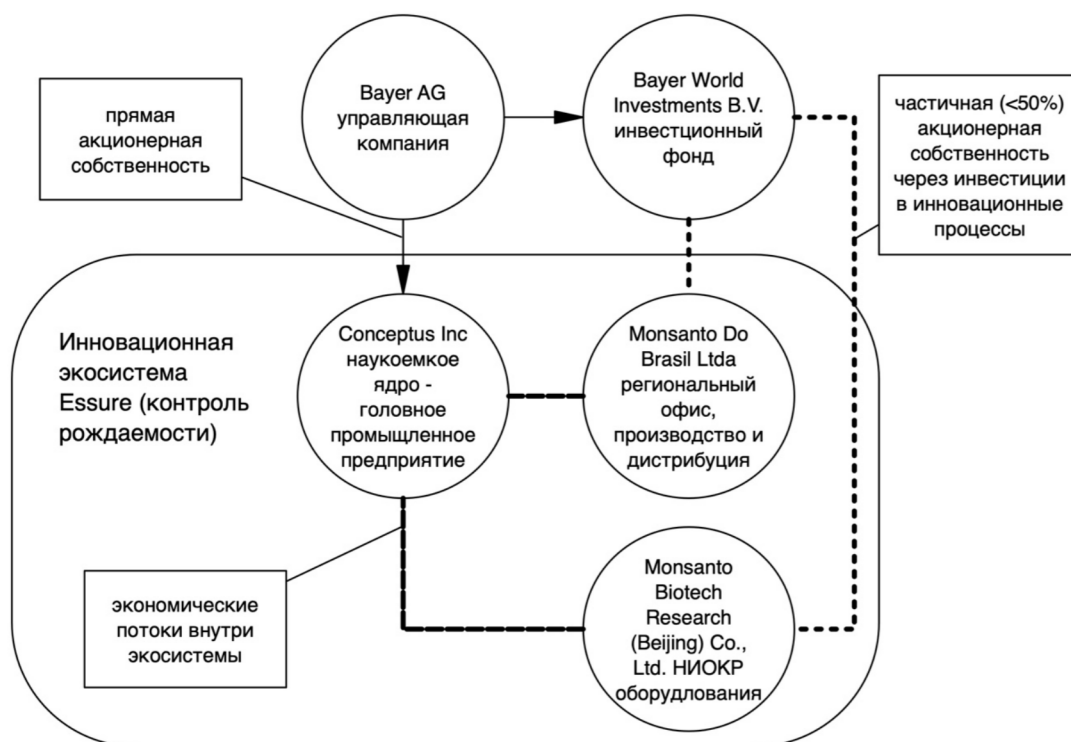 прямая
акционерная
собственность
Bayer AG
управляющая
компания
Bayer World
Investments B.V.
инвестционный
фонд
частичная (<50%)
акционерная
собственность
через инвестиции
в инновационные
процессы
Инновационная
экосистема
Essure (контроль
рождаемости)
Conceptus Inc
наукоемкое
ядро -
головное
промыщленное
предприятие
Monsanto Do
Brasil Ltda
региональный
офис,
производство и
дистрибуция
экономические
потоки внутри
экосистемы
Monsanto
Biotech
Research
(Beijing) Co.,
Ltd. НИОКР
оборудлования